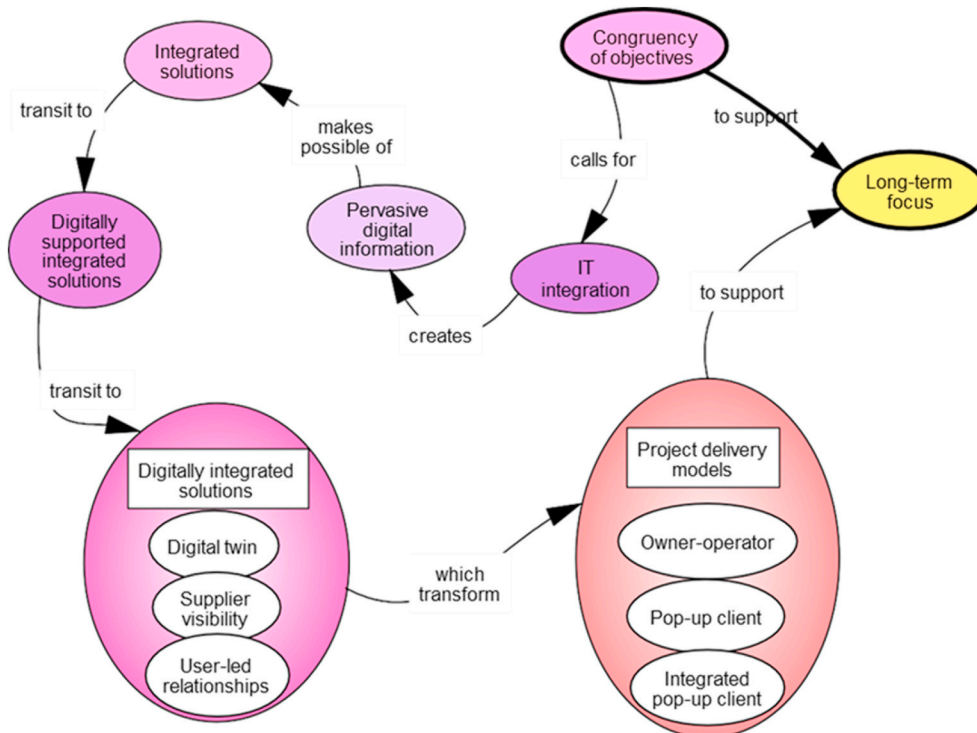 Integrated
solutions
transit to
Digitally
supported
integrated
solutions
transit to
makes
possible of
Pervasive
digital
information
creates
Congruency
of objectives
calls for
IT
integration
to support
Long-term
focus
to support
Digitally integrated
solutions
Digital twin
Supplier
visibility
User-led
relationships
which
transform
Project delivery
models
Owner-operator
Pop-up client
Integrated
pop-up client